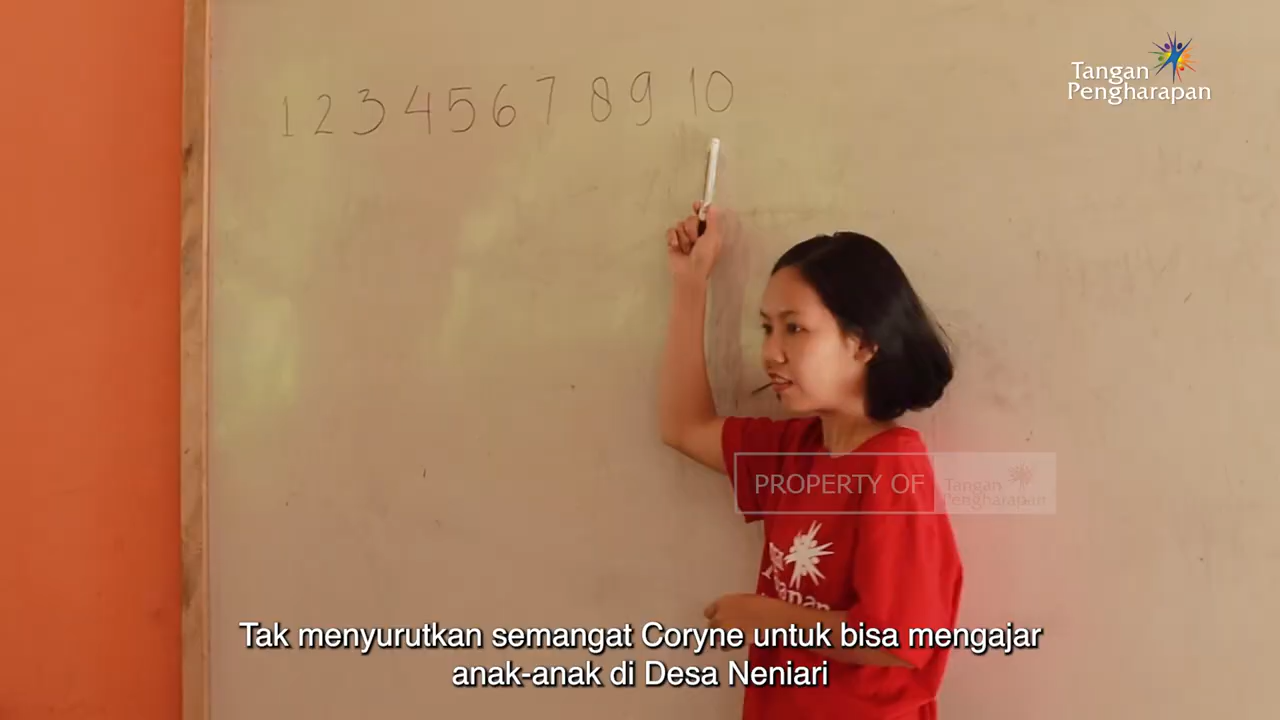 Tangan
Pengharapan
1 2 3 4 5 6 7 8 9 10
PROPERTY OF
Tangan
Pengharapan
Tak menyurutkan semangat Coryne untuk bisa mengajar
anak-anak di Desa Neniari